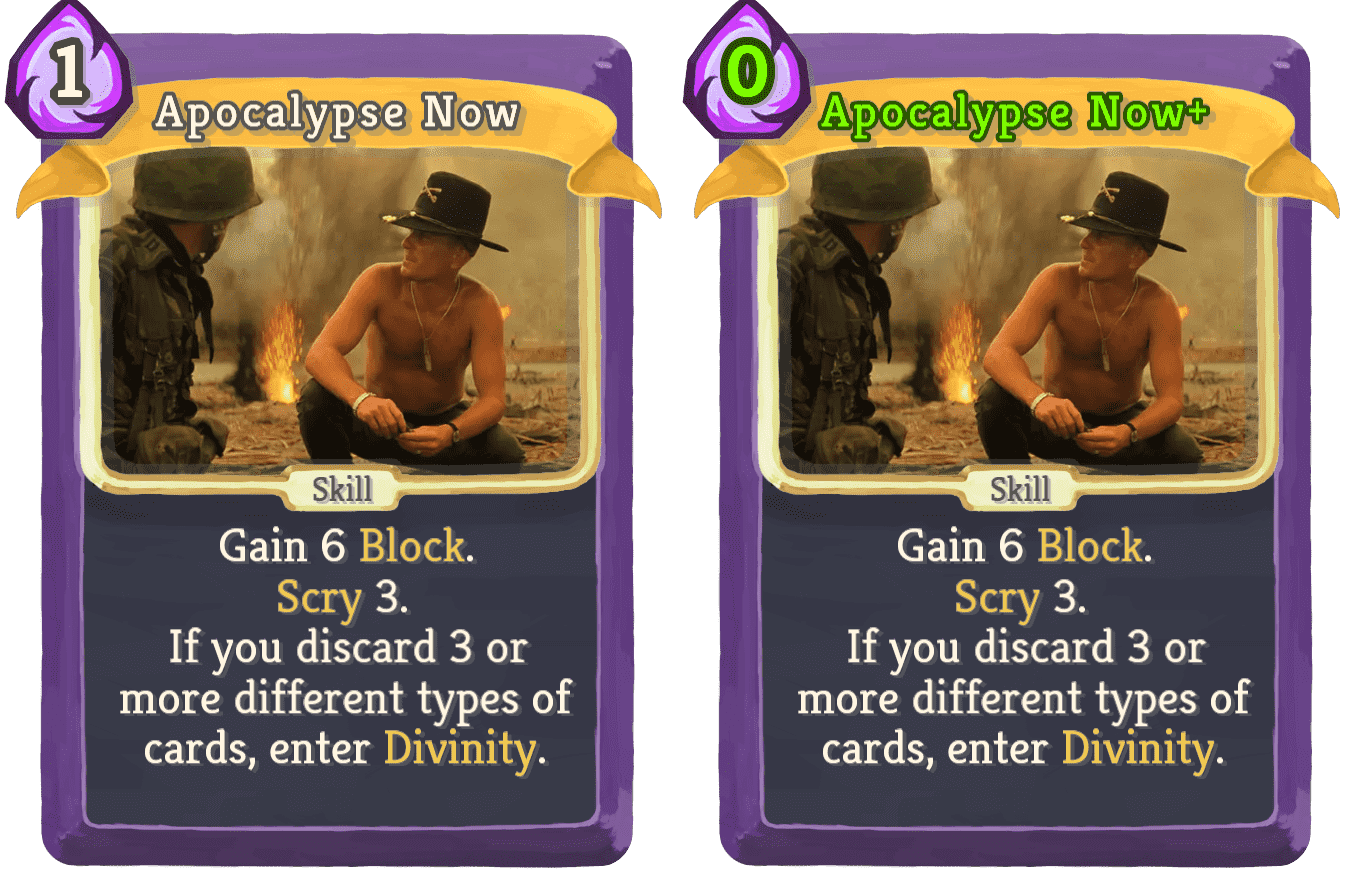 1
Apocalypse Now
Skill
Gain 6 Block.
Scry 3.
If you discard 3 or
more different types of
cards, enter Divinity.
0
Apocalypse Now+
Skill
Gain 6 Block.
Scry 3.
If you discard 3 or
more different types of
cards, enter Divinity.